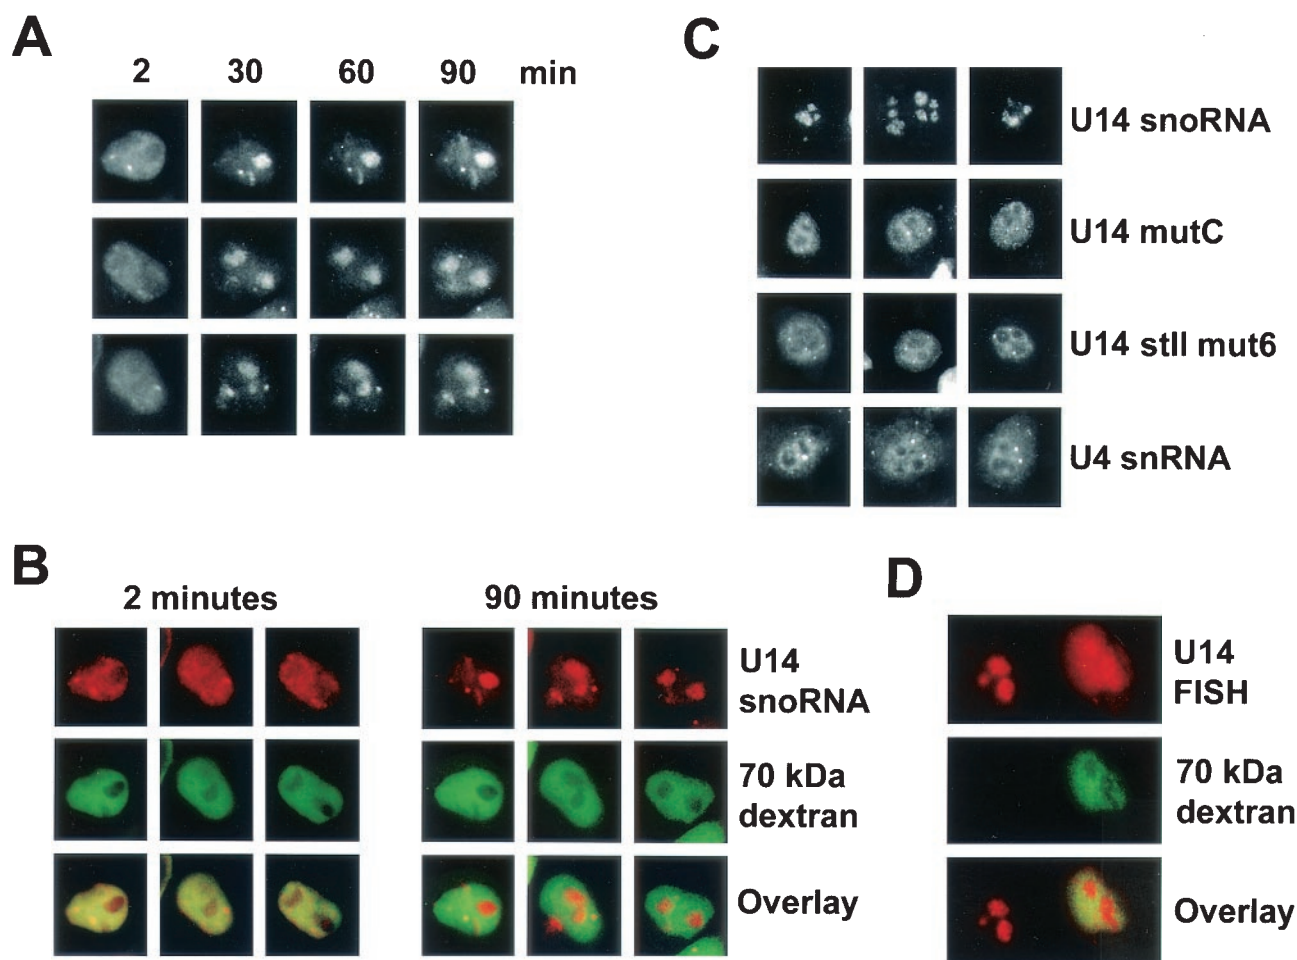 A
2 30 60 90 min
C
U14 snoRNA
U14 mutC
U14 stII mut6
U4 snRNA
B
2 minutes
90 minutes
U14
snoRNA
70 kDa
dextran
Overlay
D
U14
FISH
70 kDa
dextran
Overlay